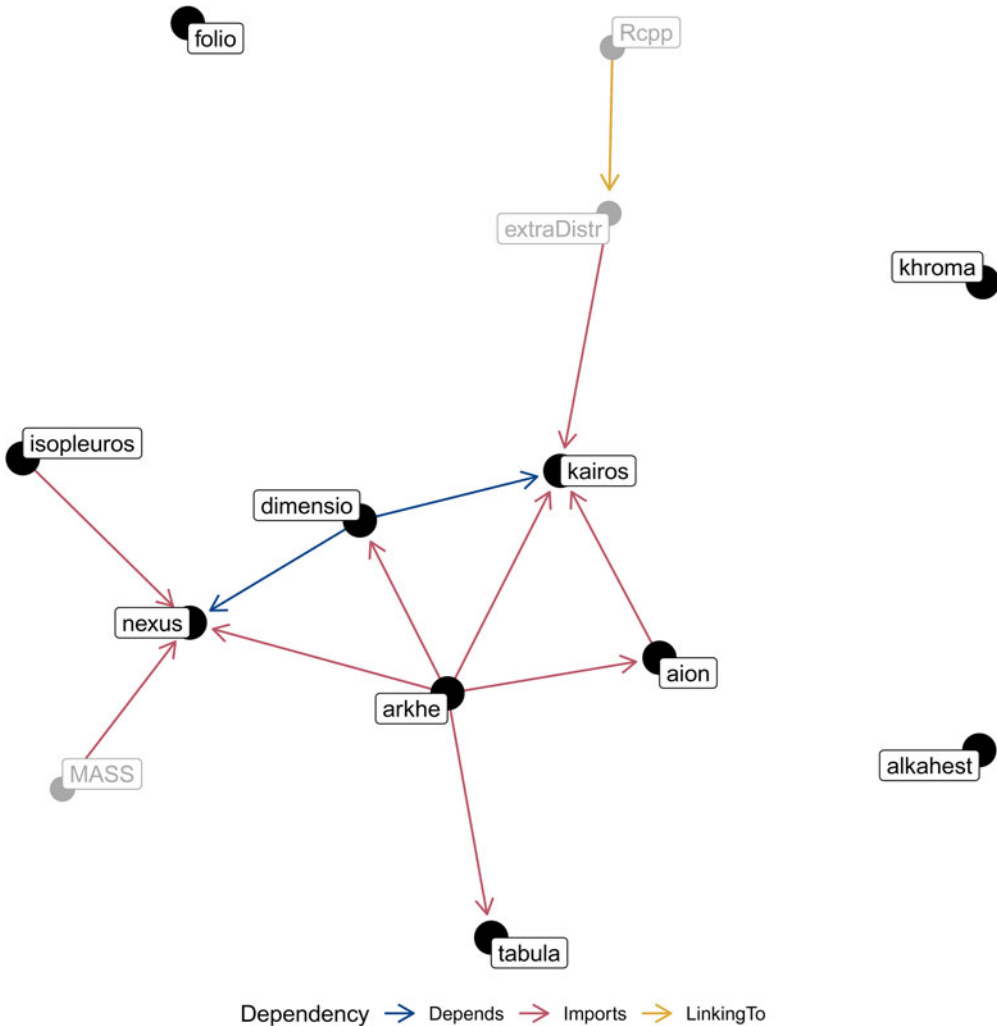 folio
Rcpp
extraDistr
khroma
isopleuros
kairos
dimensio
nexus
aion
arkhe
MASS
alkahest
tabula
Dependency Depends Imports LinkingTo